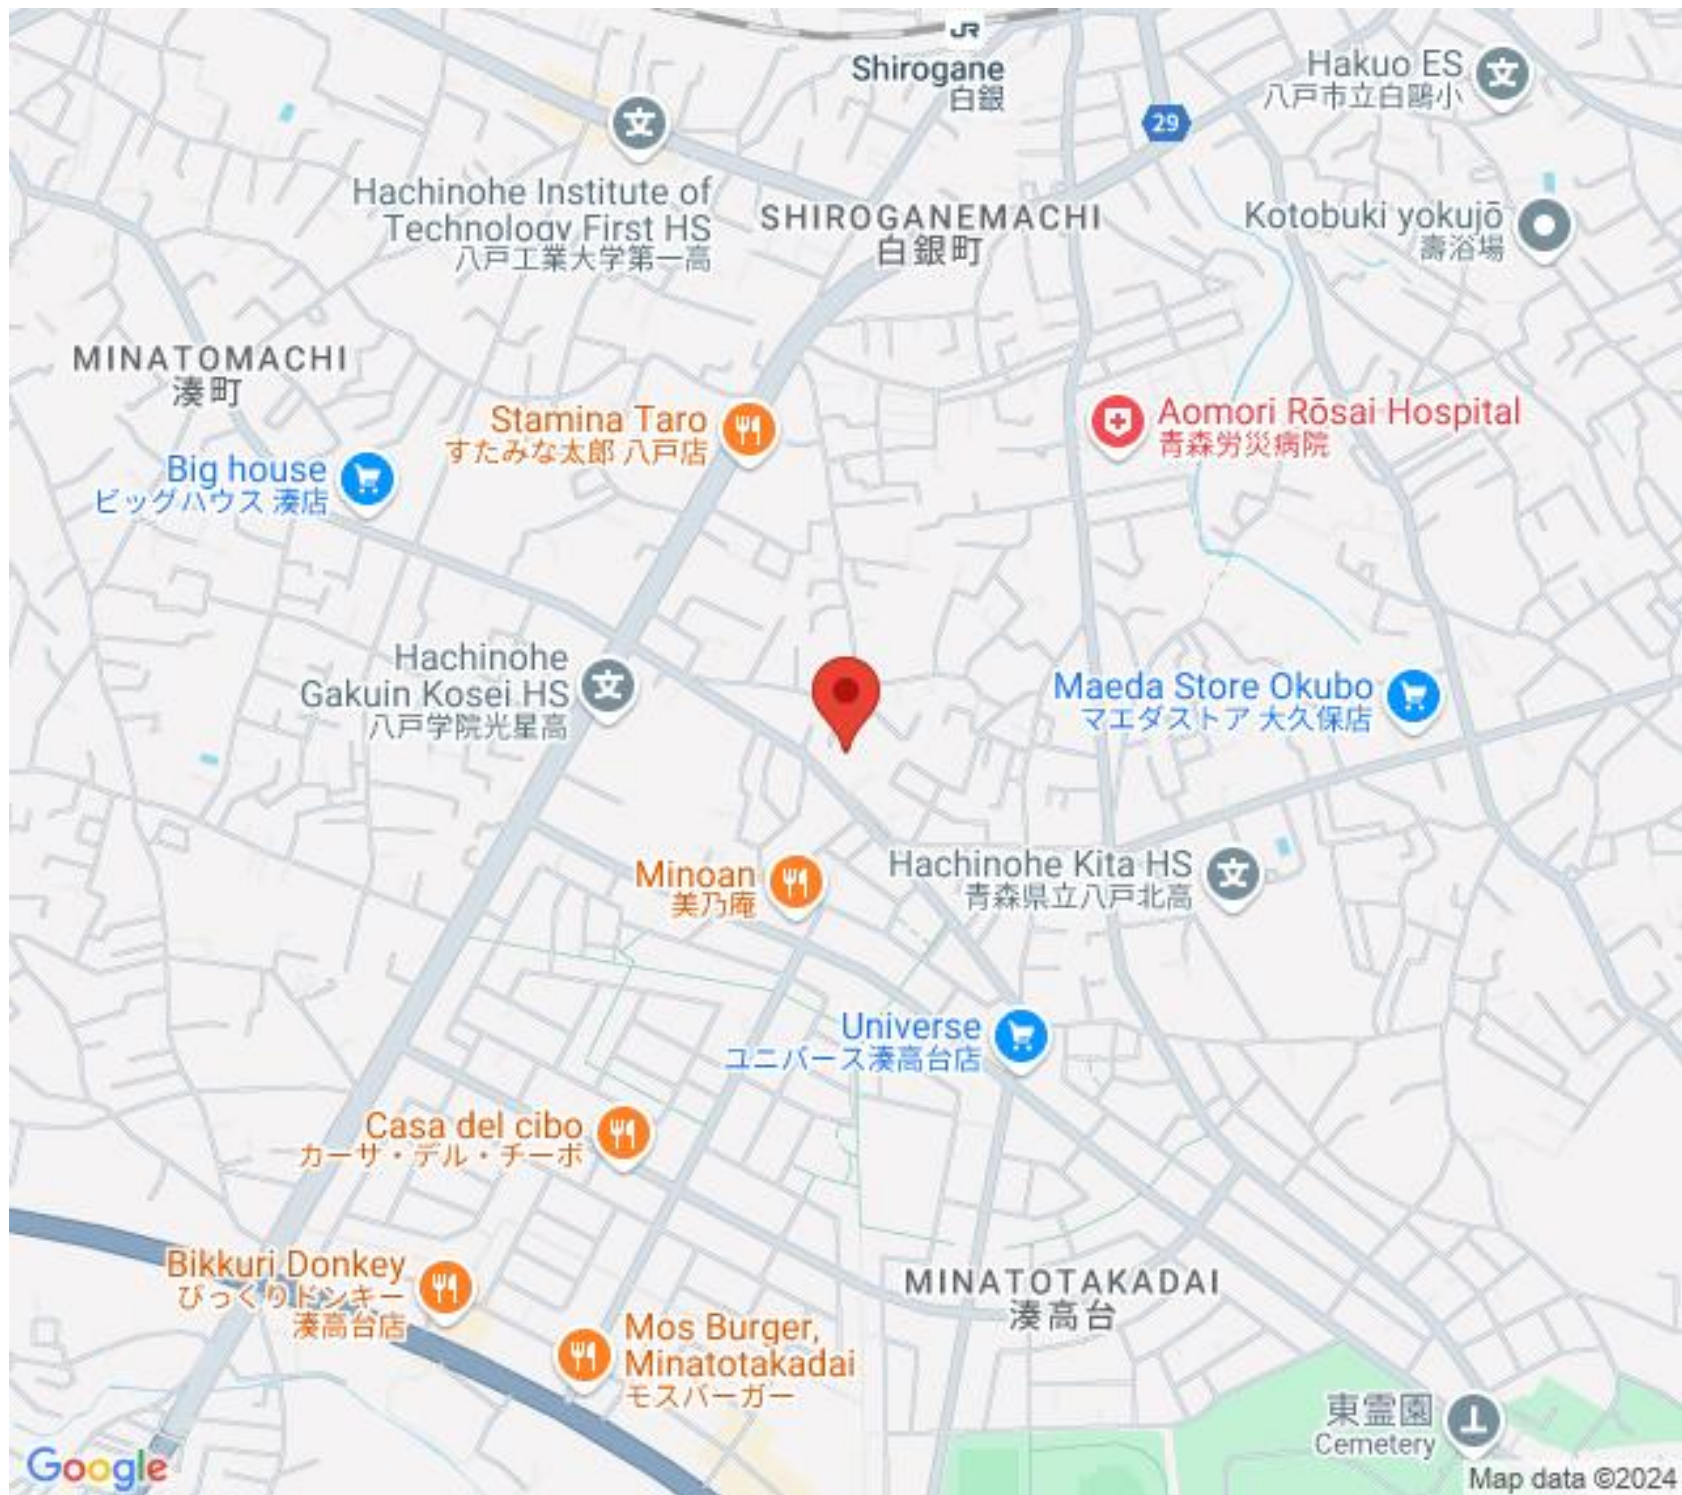 JR
Shirogane
白銀
Hakuo ES
八戸市立白鷗小
29
Hachinohe Institute of
Technology First HS
八戸工業大学第一高
SHIROGANEMACHI
白銀町
Kotobuki yokujō
壽浴場
MINATOMACHI
湊町
Stamina Taro
すたみな太郎 八戸店
Aomori Rōsai Hospital
青森労災病院
Big house
ビッグハウス 湊店
Hachinohe
Gakuin Kosei HS
八戸学院光星高
Maeda Store Okubo
マエダストア 大久保店
Minoan
美乃庵
Hachinohe Kita HS
青森県立八戸北高
Universe
ユニバース湊高台店
Casa del cibo
カーサ・デル・チーボ
Bikkuri Donkey
びっくりドンキー
湊高台店
MINATOTAKADAI
湊高台
Mos Burger,
Minatotakadai
モスバーガー
東霊園
Cemetery
Google
Map data ©2024